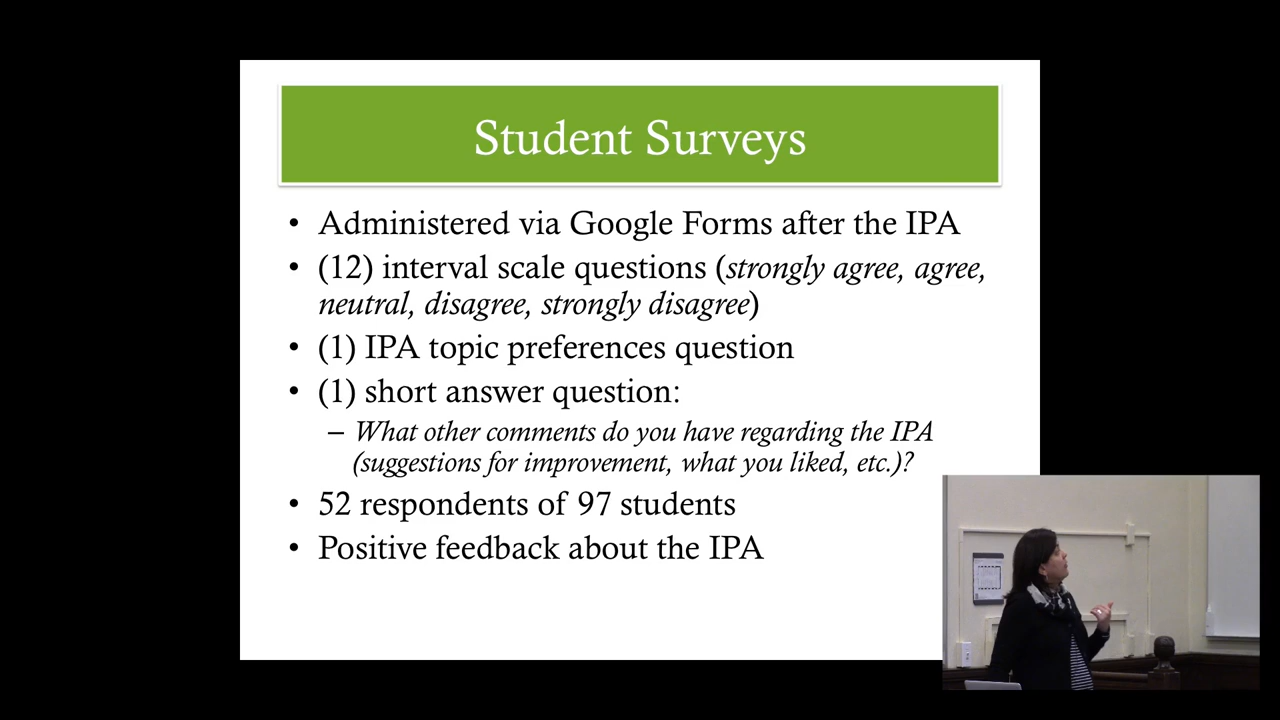 Student Surveys
• Administered via Google Forms after the IPA
• (12) interval scale questions (strongly agree, agree,
neutral, disagree, strongly disagree)
• (1) IPA topic preferences question
• (1) short answer question:
– What other comments do you have regarding the IPA
(suggestions for improvement, what you liked, etc.)?
• 52 respondents of 97 students
• Positive feedback about the IPA